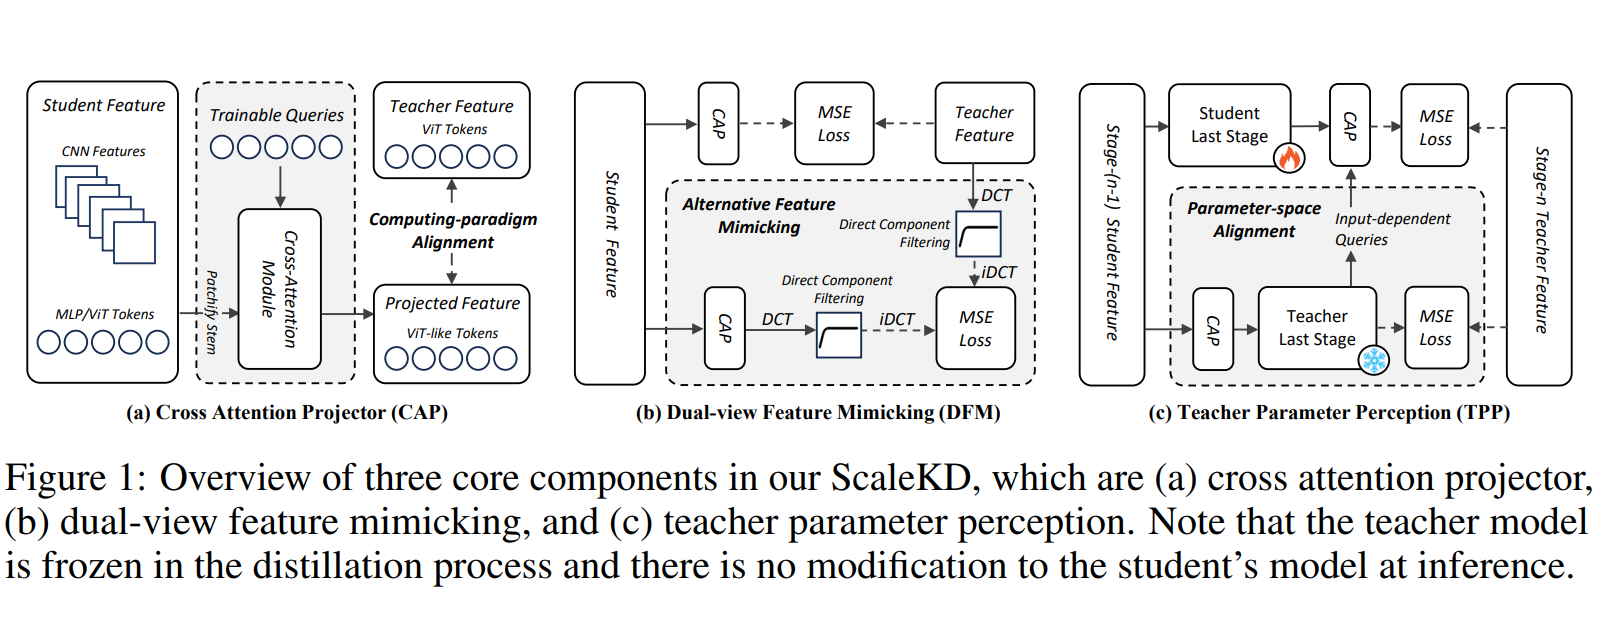 Student Feature
CNN Features
MLP/ViT Tokens
Trainable Queries
Cross-Attention
Module
Patchify Stem
Teacher Feature
ViT Tokens
Computing-paradigm
Alignment
Projected Feature
ViT-like Tokens
(a) Cross Attention Projector (CAP)
Student Feature
CAP
MSE
Loss
Teacher
Feature
DCT
Alternative Feature
Mimicking
Direct Component
Filtering
iDCT
Direct Component
Filtering
CAP
DCT
iDCT
MSE
Loss
(b) Dual-view Feature Mimicking (DFM)
Stage-(n-1) Student Feature
Student
Last Stage
CAP
MSE
Loss
Parameter-space
Alignment
Input-dependent
Queries
CAP
Teacher
Last Stage
MSE
Loss
Stage-n Teacher Feature
(c) Teacher Parameter Perception (TPP)
Figure 1: Overview of three core components in our ScaleKD, which are (a) cross attention projector,
(b) dual-view feature mimicking, and (c) teacher parameter perception. Note that the teacher model
is frozen in the distillation process and there is no modification to the student's model at inference.